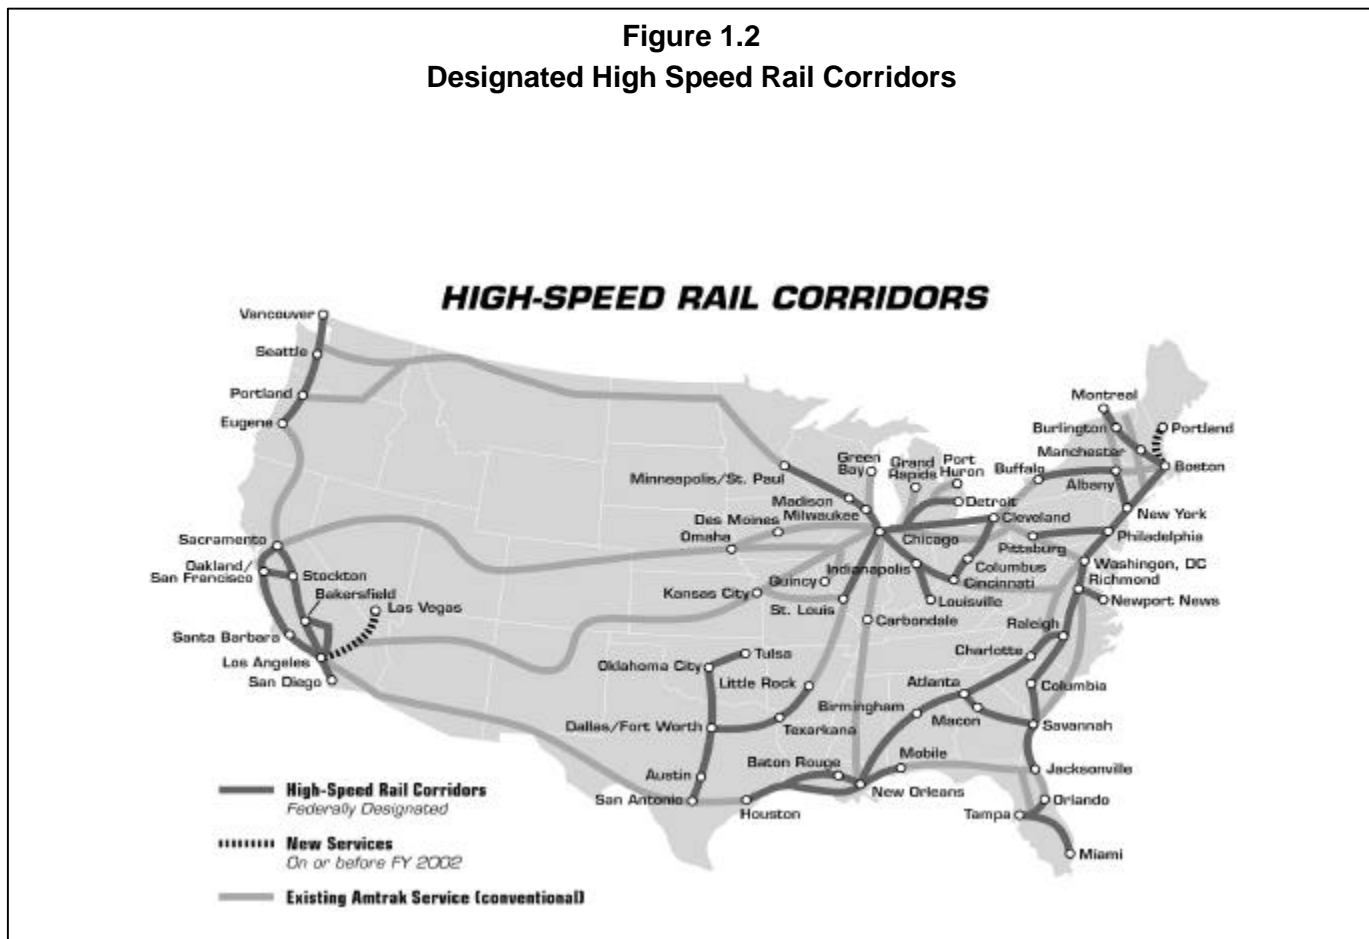 Figure 1.2
Designated High Speed Rail Corridors
HIGH-SPEED RAIL CORRIDORS
Vancouver
Seattle
Portland
Eugene
Sacramento
Oakland/
San Francisco
Stockton
Bakersfield
Las Vegas
Santa Barbara
Los Angeles
San Diego
Minneapolis/St. Paul
Madison
Milwaukee
Green
Bay
Grand
Rapids
Port
Huron
Detroit
Des Moines
Omaha
Chicago
Cleveland
Indianapolis
Columbus
Cincinnati
Quincy
Kansas City
St. Louis
Louisville
Carbondale
Montreal
Burlington
Portland
Manchester
Buffalo
Albany
Boston
New York
Pittsburg
Philadelphia
Washingon, DC
Richmond
Newport News
Raleigh
Charlotte
Columbia
Atlanta
Birmingham
Macon
Savannah
Oklahoma City
Tulsa
Little Rock
Dallas/Fort Worth
Texarkana
Austin
San Antonio
Houston
Baton Rouge
Mobile
New Orleans
Jacksonville
Orlando
Tampa
Miami
High-Speed Rail Corridors
Federally Designated
New Services
On or before FY 2002
Existing Amtrak Service (conventional)